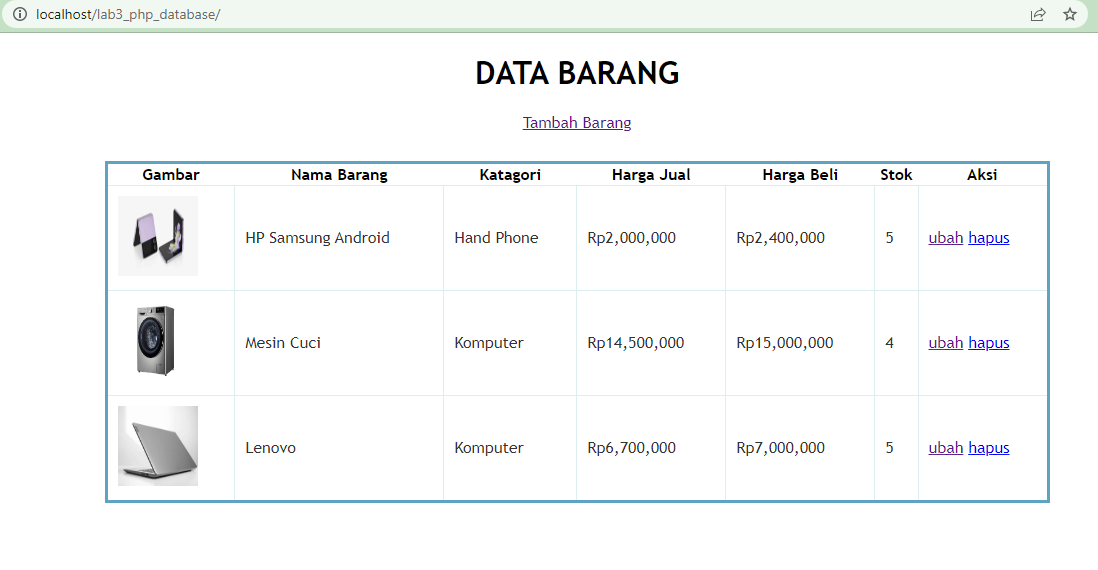 localhost/lab3_php_database/
DATA BARANG
Tambah Barang
Gambar Nama Barang Katagori Harga Jual Harga Beli Stok Aksi
HP Samsung Android Hand Phone Rp2,000,000 Rp2,400,000 5 ubah hapus
Mesin Cuci Komputer Rp14,500,000 Rp15,000,000 4 ubah hapus
Lenovo Komputer Rp6,700,000 Rp7,000,000 5 ubah hapus